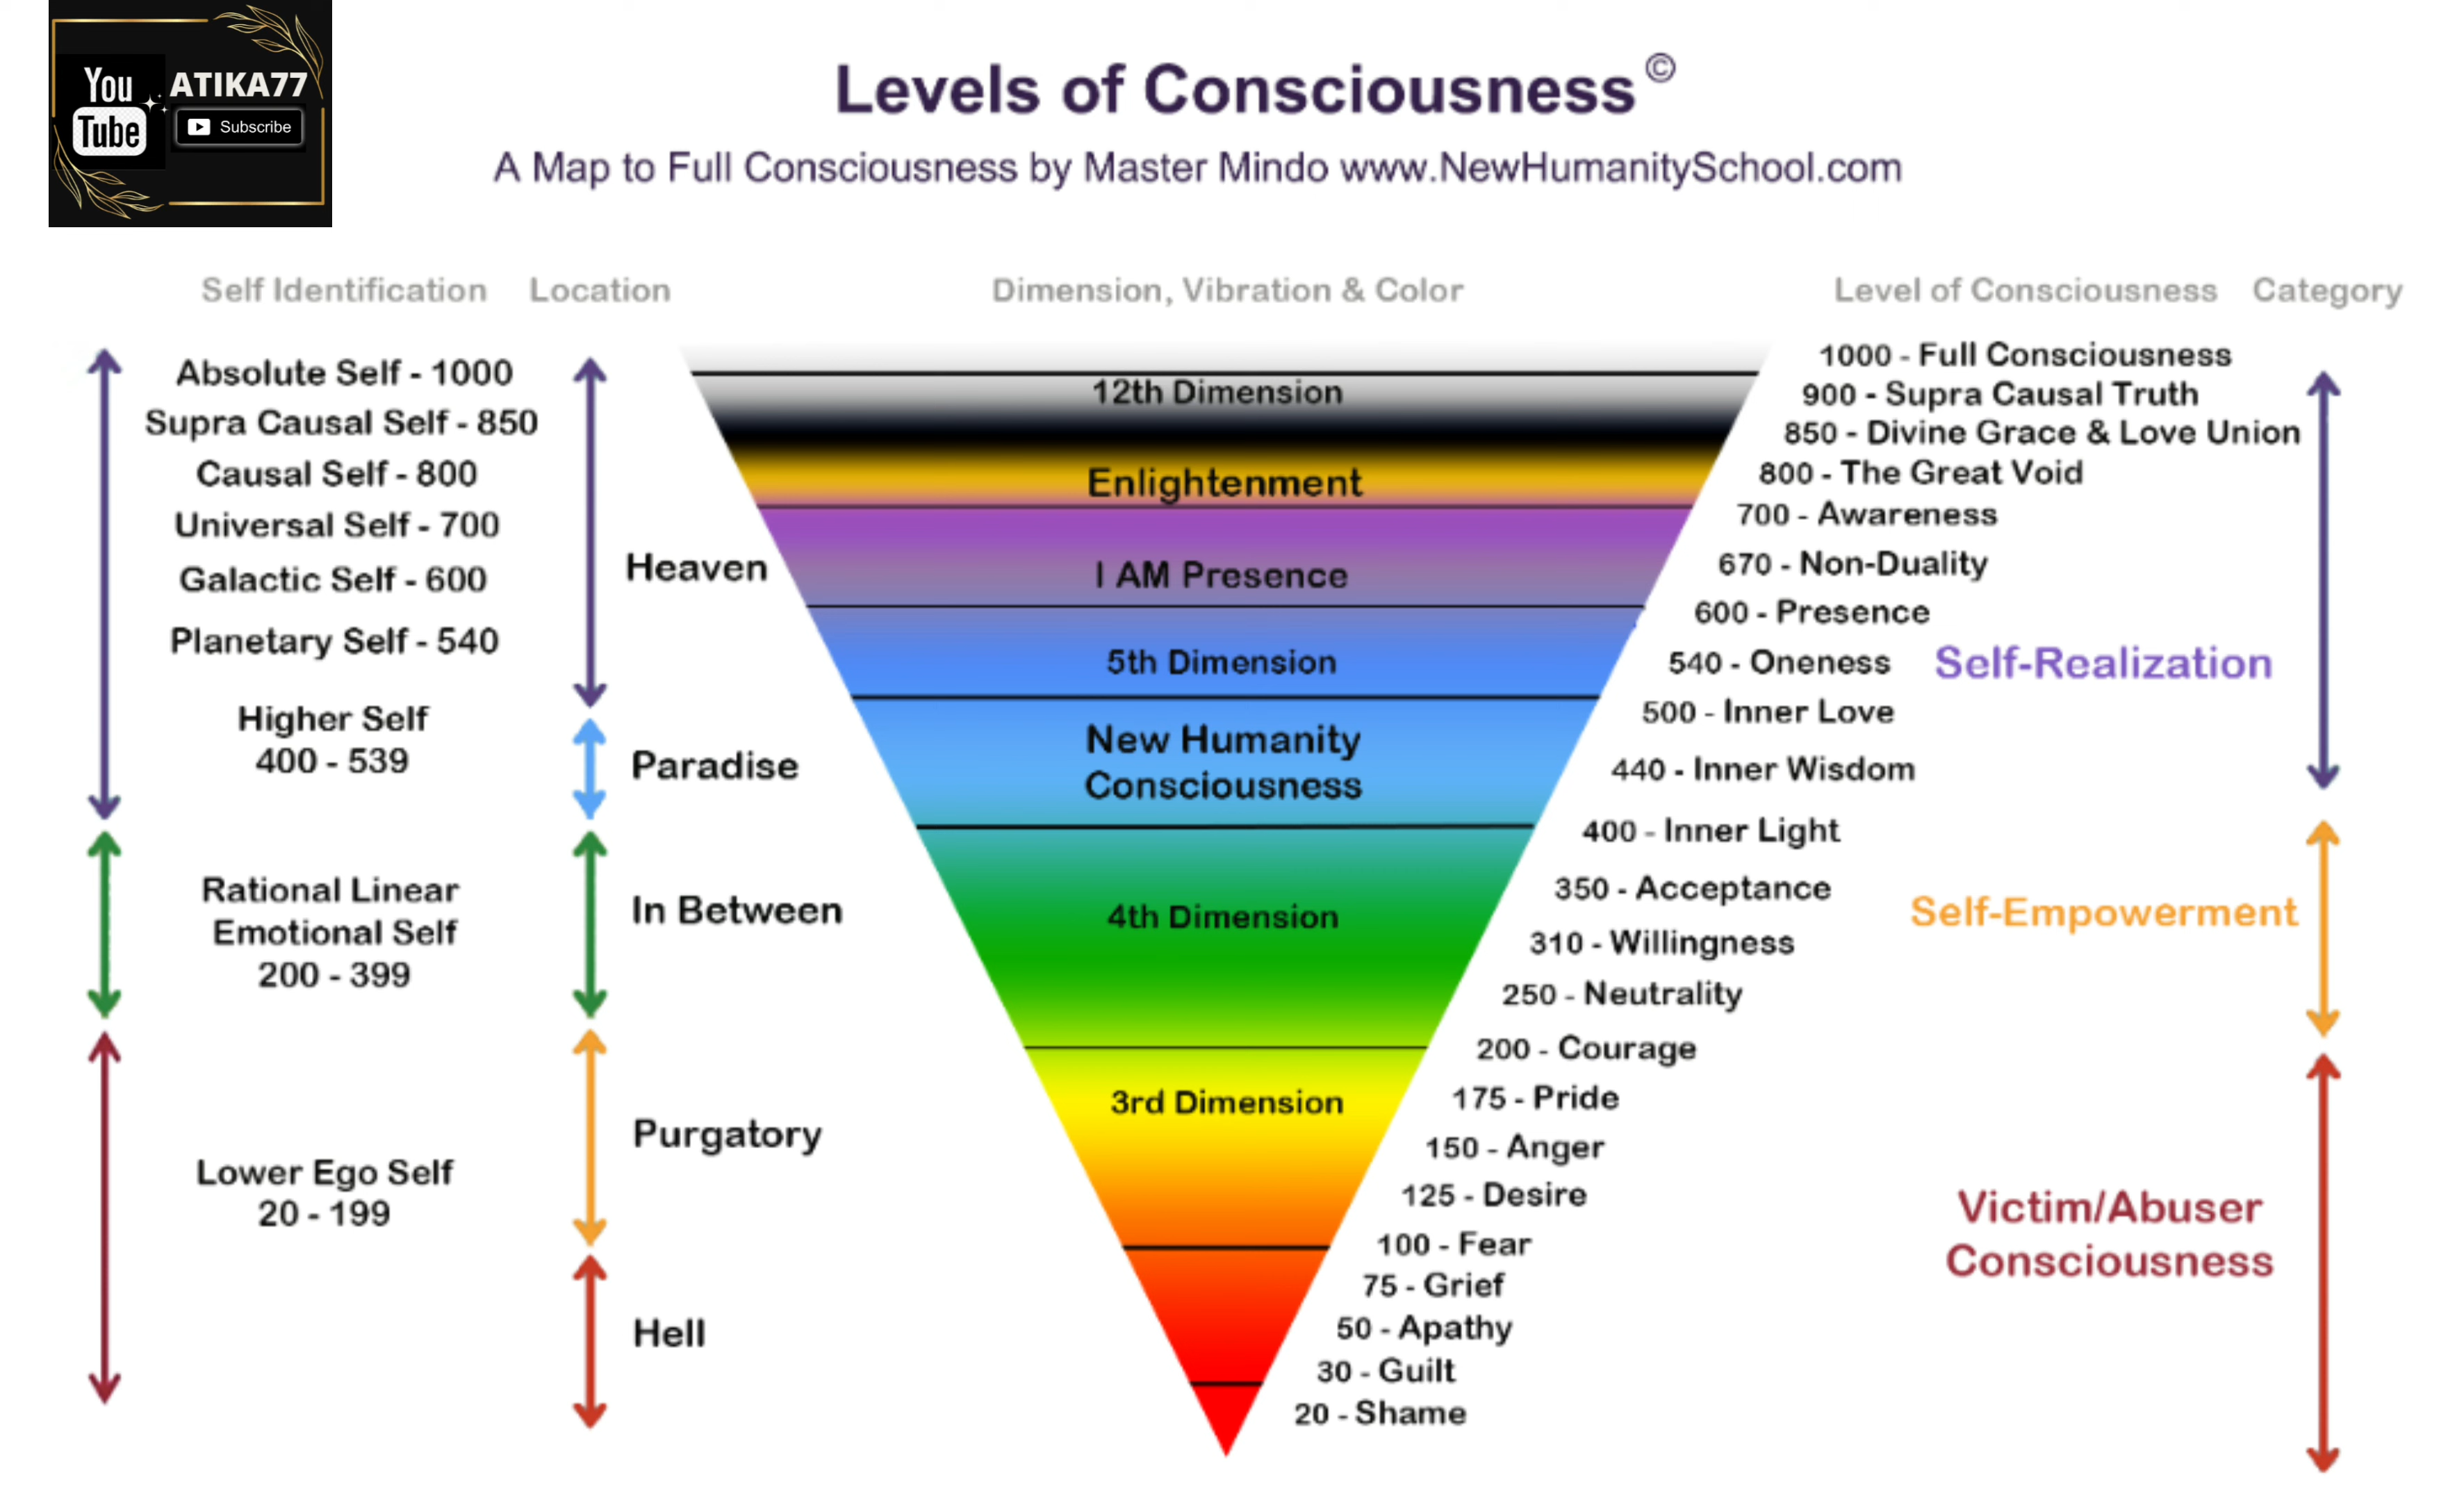 You
Tube
ATIKA77
Subscribe
Levels of Consciousness©
A Map to Full Consciousness by Master Mindo www.NewHumanitySchool.com
Self Identification
Location
Dimension, Vibration & Color
Level of Consciousness
Category
Absolute Self - 1000
Supra Causal Self - 850
Causal Self - 800
Universal Self - 700
Galactic Self - 600
Planetary Self - 540
Higher Self
400 - 539
Rational Linear
Emotional Self
200 - 399
Lower Ego Self
20 - 199
Heaven
Paradise
In Between
Purgatory
Hell
12th Dimension
Enlightenment
I AM Presence
5th Dimension
New Humanity
Consciousness
4th Dimension
3rd Dimension
1000 - Full Consciousness
900 - Supra Causal Truth
850 - Divine Grace & Love Union
800 - The Great Void
700 - Awareness
670 - Non-Duality
600 - Presence
540 - Oneness
500 - Inner Love
440 - Inner Wisdom
400 - Inner Light
350 - Acceptance
310 - Willingness
250 - Neutrality
200 - Courage
175 - Pride
150 - Anger
125 - Desire
100 - Fear
75 - Grief
50 - Apathy
30 - Guilt
20 - Shame
Self-Realization
Self-Empowerment
Victim/Abuser
Consciousness